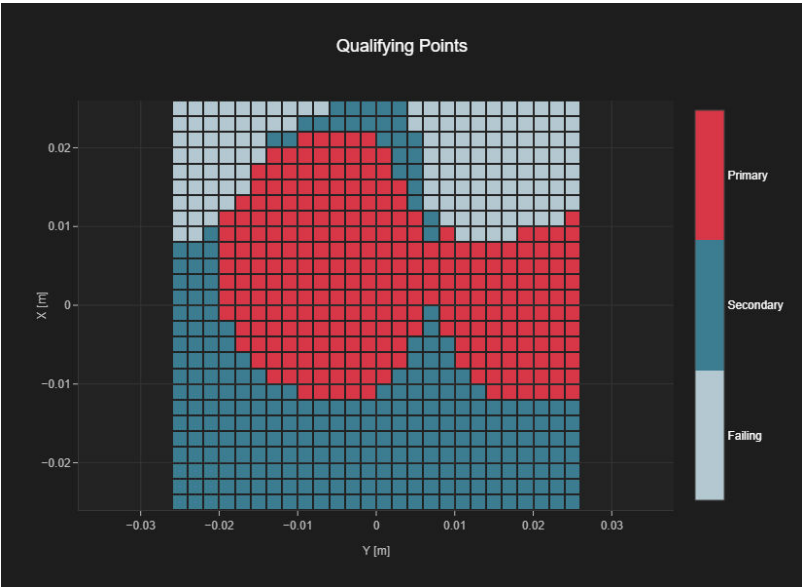 Qualifying Points
0.02
0.01
0
−0.01
−0.02
X [m]
−0.03
−0.02
−0.01
0
0.01
0.02
0.03
Y [m]
Primary
Secondary
Failing